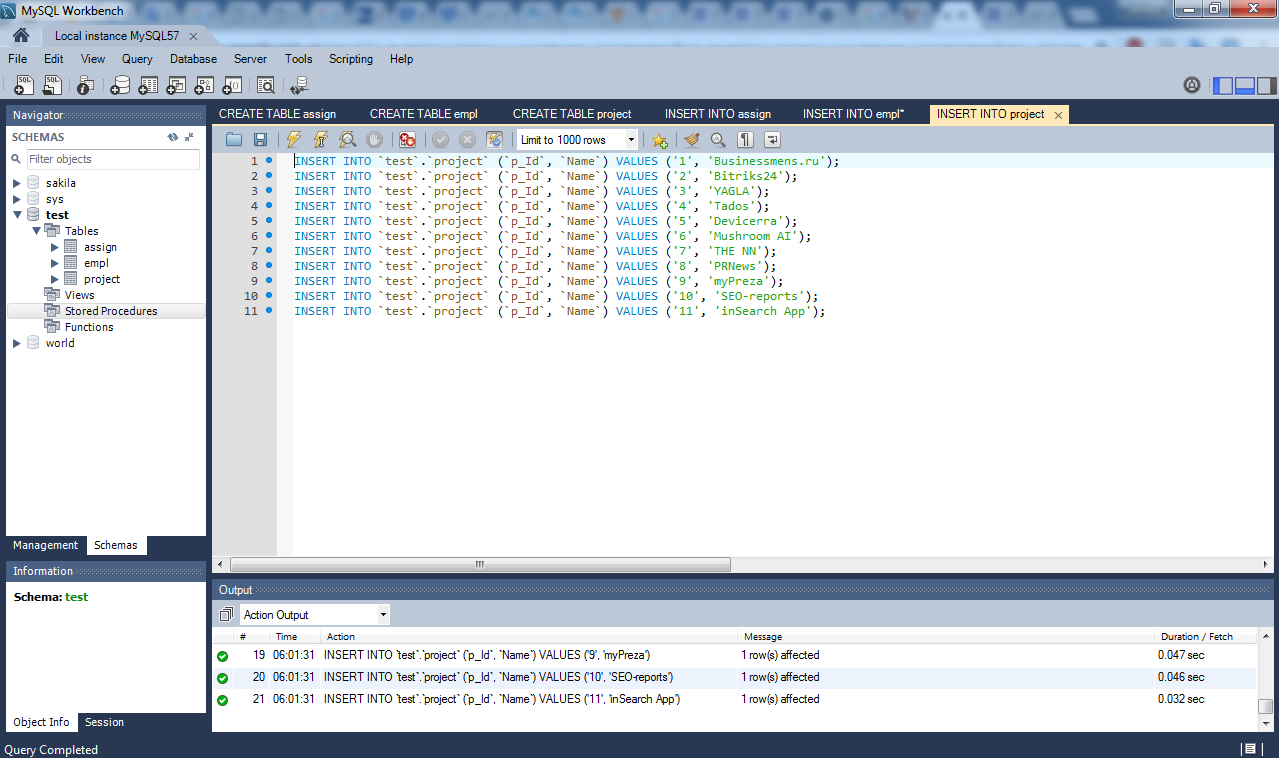 MySQL Workbench
Local instance MySQL57
File Edit View Query Database Server Tools Scripting Help
Navigator
SCHEMAS
Filter objects
sakila
sys
test
Tables
assign
empl
project
Views
Stored Procedures
Functions
world
Management Schemas
Information
Schema: test
Object Info Session
CREATE TABLE assign CREATE TABLE empl CREATE TABLE project INSERT INTO assign INSERT INTO empl* INSERT INTO project
Limit to 1000 rows
1 INSERT INTO `test`.`project` (`p_Id`, `Name`) VALUES ('1', 'Businessmens.ru');
2 INSERT INTO `test`.`project` (`p_Id`, `Name`) VALUES ('2', 'Bitriks24');
3 INSERT INTO `test`.`project` (`p_Id`, `Name`) VALUES ('3', 'YAGLA');
4 INSERT INTO `test`.`project` (`p_Id`, `Name`) VALUES ('4', 'Tados');
5 INSERT INTO `test`.`project` (`p_Id`, `Name`) VALUES ('5', 'Devicerra');
6 INSERT INTO `test`.`project` (`p_Id`, `Name`) VALUES ('6', 'Mushroom AI');
7 INSERT INTO `test`.`project` (`p_Id`, `Name`) VALUES ('7', 'THE NN');
8 INSERT INTO `test`.`project` (`p_Id`, `Name`) VALUES ('8', 'PRNews');
9 INSERT INTO `test`.`project` (`p_Id`, `Name`) VALUES ('9', 'myPreza');
10 INSERT INTO `test`.`project` (`p_Id`, `Name`) VALUES ('10', 'SEO-reports');
11 INSERT INTO `test`.`project` (`p_Id`, `Name`) VALUES ('11', 'inSearch App');
Output
Action Output
# Time Action Message Duration / Fetch
19 06:01:31 INSERT INTO `test`.`project` (`p_Id`, `Name`) VALUES ('9', 'myPreza') 1 row(s) affected 0.047 sec
20 06:01:31 INSERT INTO `test`.`project` (`p_Id`, `Name`) VALUES ('10', 'SEO-reports') 1 row(s) affected 0.046 sec
21 06:01:31 INSERT INTO `test`.`project` (`p_Id`, `Name`) VALUES ('11', 'inSearch App') 1 row(s) affected 0.032 sec
Query Completed